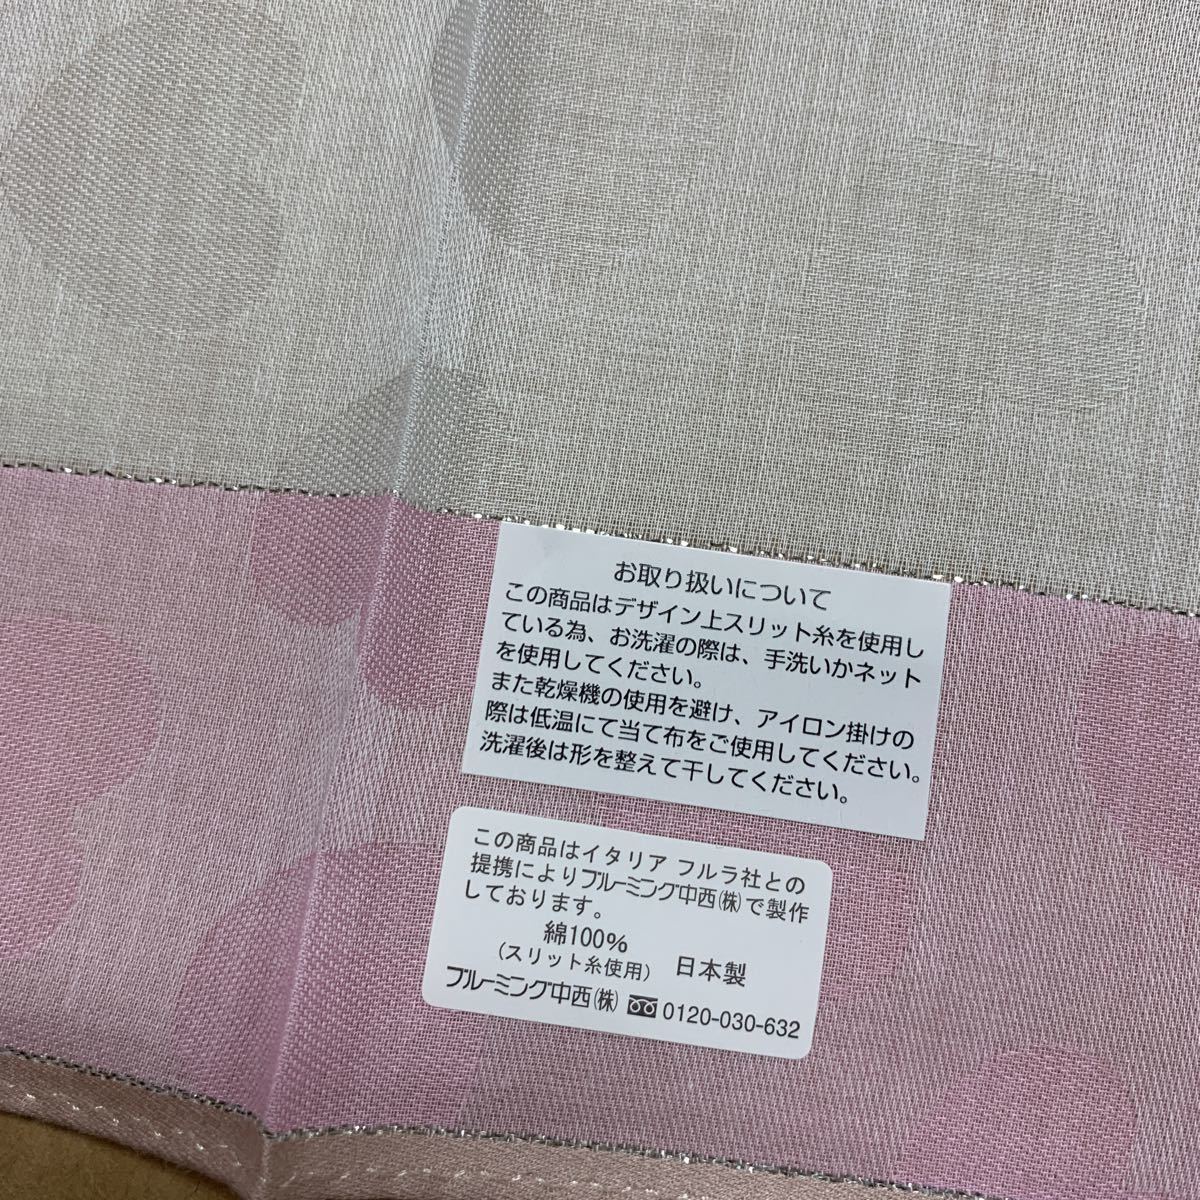 お取り扱いについて
この商品はデザイン上スリット糸を使用し
ている為、お洗濯の際は、手洗いかネット
を使用してください。
また乾燥機の使用を避け、アイロン掛けの
際は低温にて当て布をご使用してください。
洗濯後は形を整えて干してください。
この商品はイタリア フルラ社との
提携によりブルーミング中西㈱で製作
しております。
綿100%
(スリット糸使用) 日本製
ブルーミング中西㈱ 0120-030-632